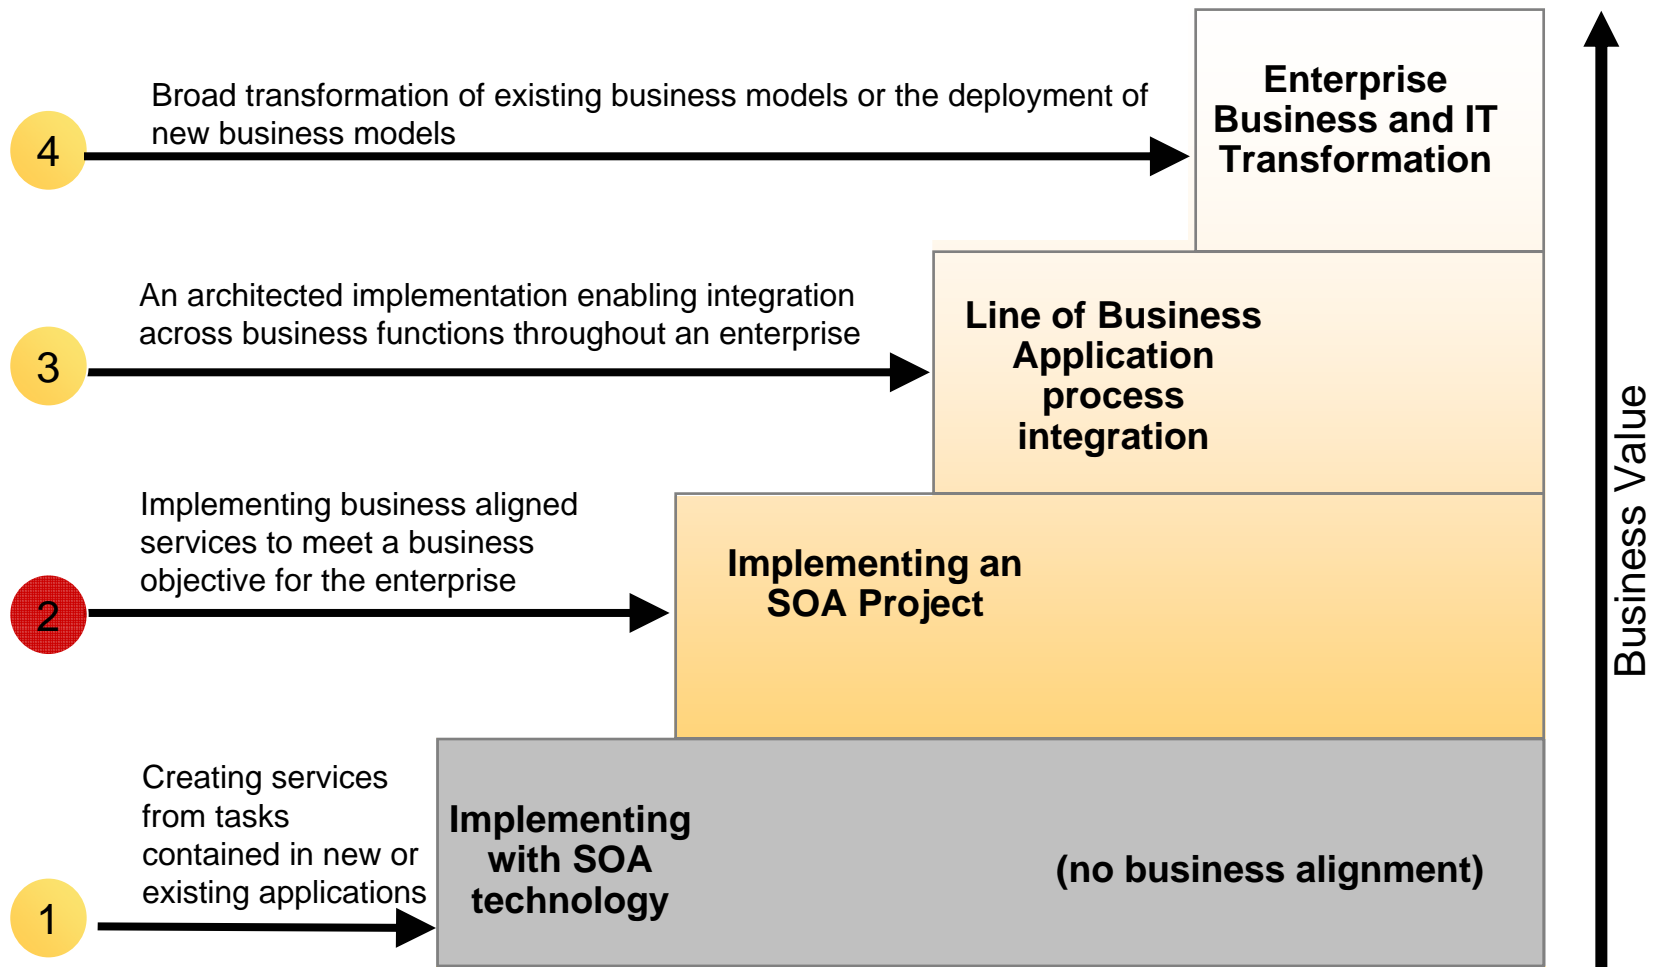 Broad transformation of existing business models or the deployment of
new business models
4
Enterprise
Business and IT
Transformation
An architected implementation enabling integration
across business functions throughout an enterprise
3
Line of Business
Application
process
integration
Implementing business aligned
services to meet a business
objective for the enterprise
2
Implementing an
SOA Project
Creating services
from tasks
contained in new or
existing applications
1
Implementing
with SOA
technology
(no business alignment)
Business Value